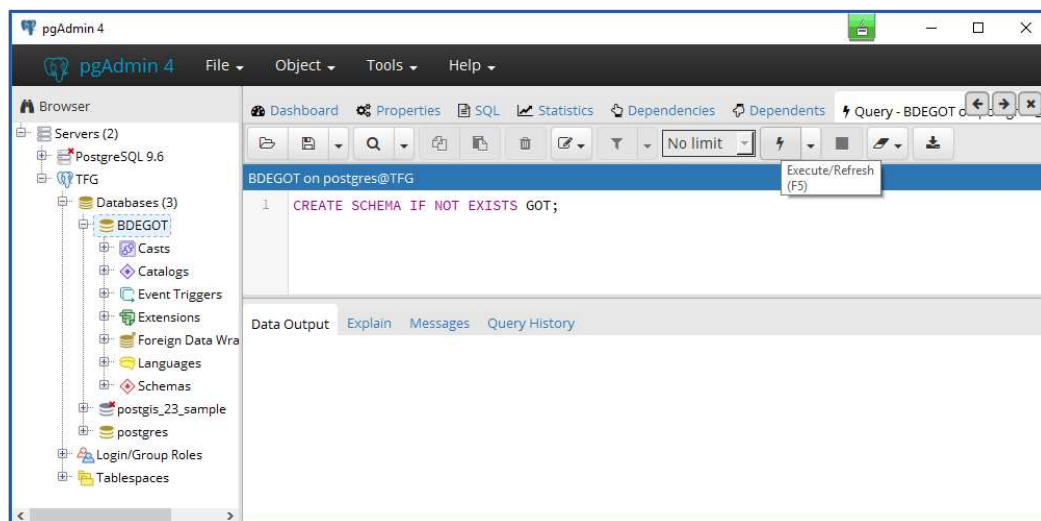 pgAdmin 4
pgAdmin 4 File Object Tools Help
Browser
Dashboard Properties SQL Statistics Dependencies Dependents Query - BDEGOT
No limit
Execute/Refresh
(F5)
BDEGOT on postgres@TFG
1 CREATE SCHEMA IF NOT EXISTS GOT;
Data Output Explain Messages Query History
Servers (2)
PostgreSQL 9.6
TFG
Databases (3)
BDEGOT
Casts
Catalogs
Event Triggers
Extensions
Foreign Data Wra
Languages
Schemas
postgis_23_sample
postgres
Login/Group Roles
Tablespaces